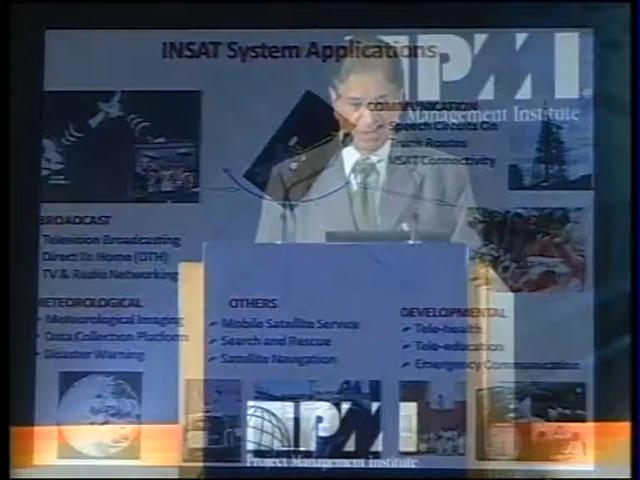 INSAT System Applications
PMI
Management Institute
COMMUNICATION
Speech Circuits On
Trunk Routes
VSAT Connectivity
BROADCAST
Television Broadcasting
Direct To Home (DTH)
TV & Radio Networking
METEOROLOGICAL
Meteorological Imaging
Data Collection Platform
Disaster Warning
OTHERS
Mobile Satellite Service
Search and Rescue
Satellite Navigation
DEVELOPMENTAL
Tele-health
Tele-education
Emergency Communication
PMI
Project Management Institute